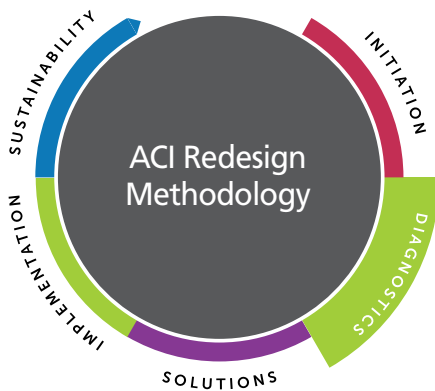 ACI Redesign
Methodology
INITIATION
DIAGNOSTICS
SOLUTIONS
IMPLEMENTATION
SUSTAINABILITY